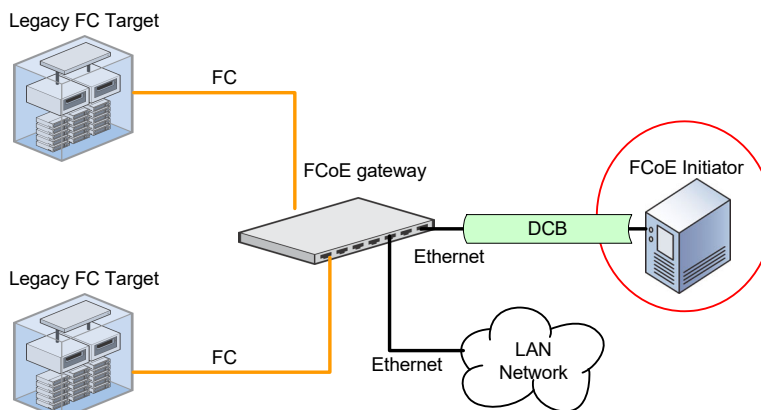 Legacy FC Target
FC
FCoE gateway
FCoE Initiator
DCB
Ethernet
Legacy FC Target
FC
Ethernet
LAN
Network